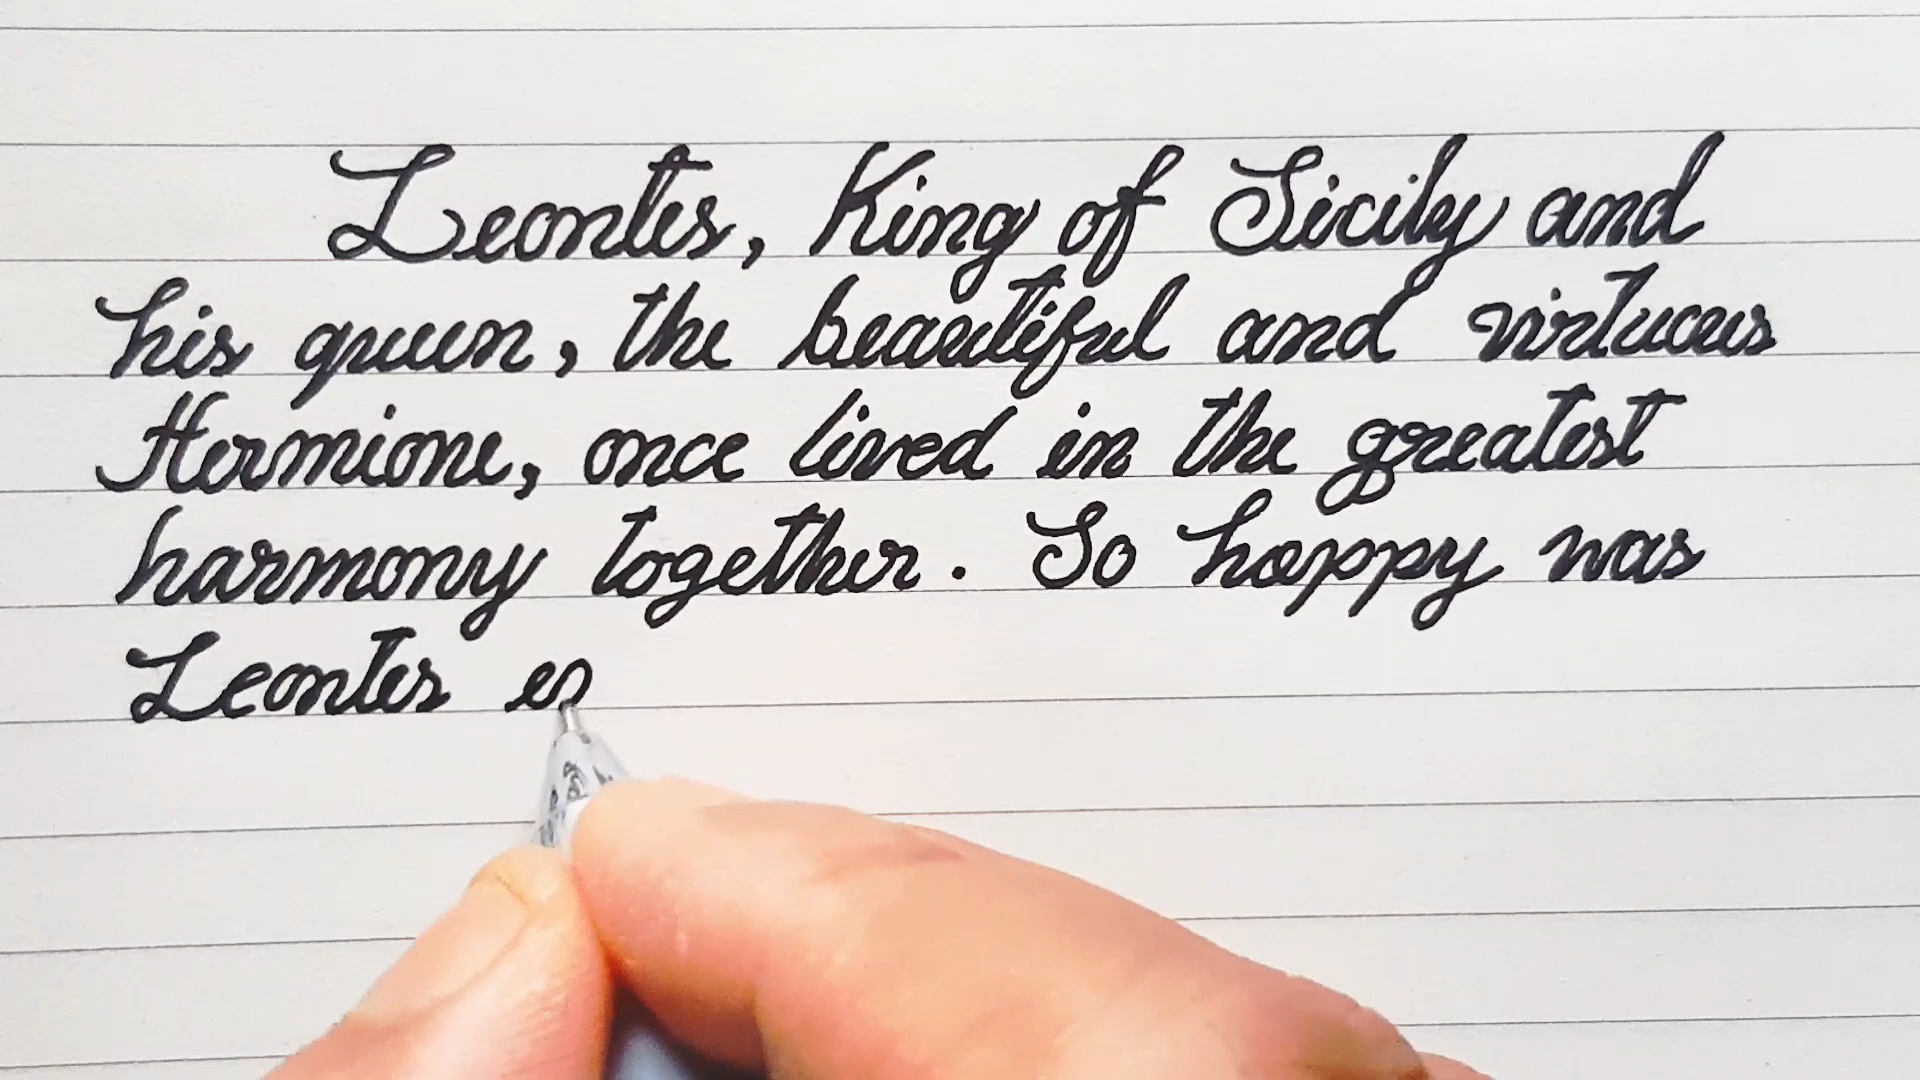 Leontes, King of Sicily and
his queen, the beautiful and virtuous
Hermione, once lived in the greatest
harmony together. So happy was
Leontes in